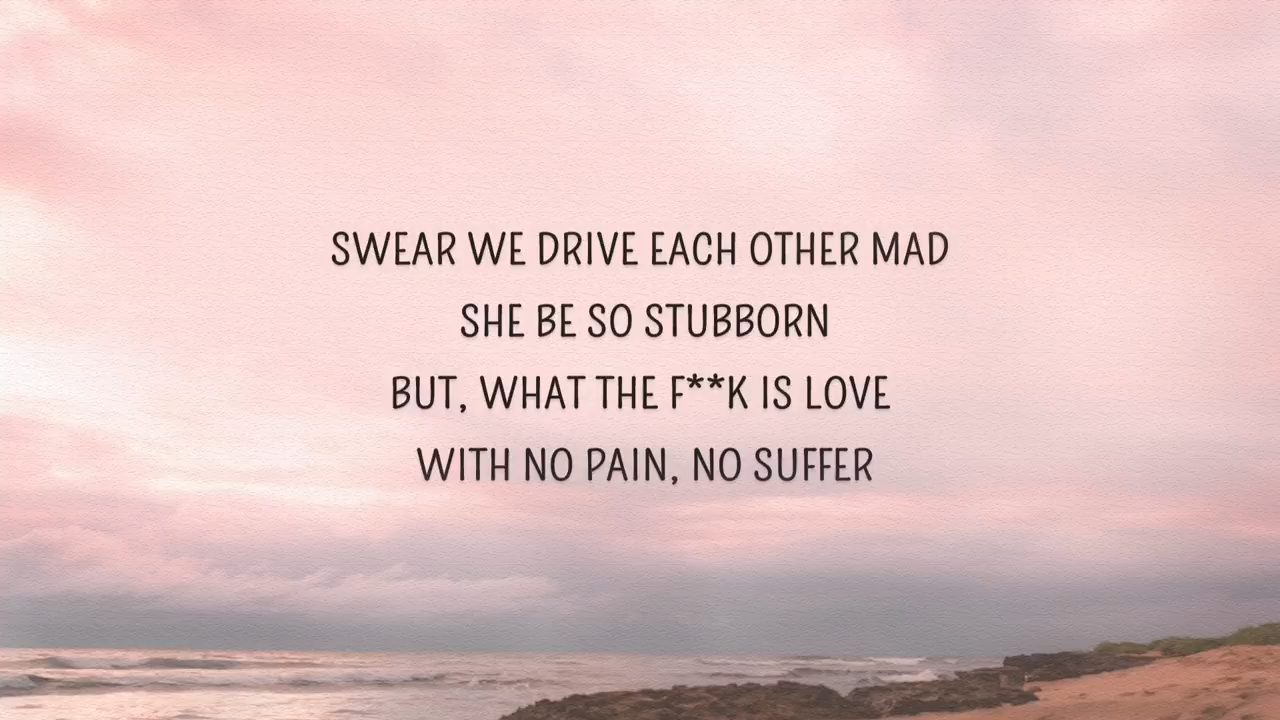 SWEAR WE DRIVE EACH OTHER MAD
SHE BE SO STUBBORN
BUT, WHAT THE F**K IS LOVE
WITH NO PAIN, NO SUFFER